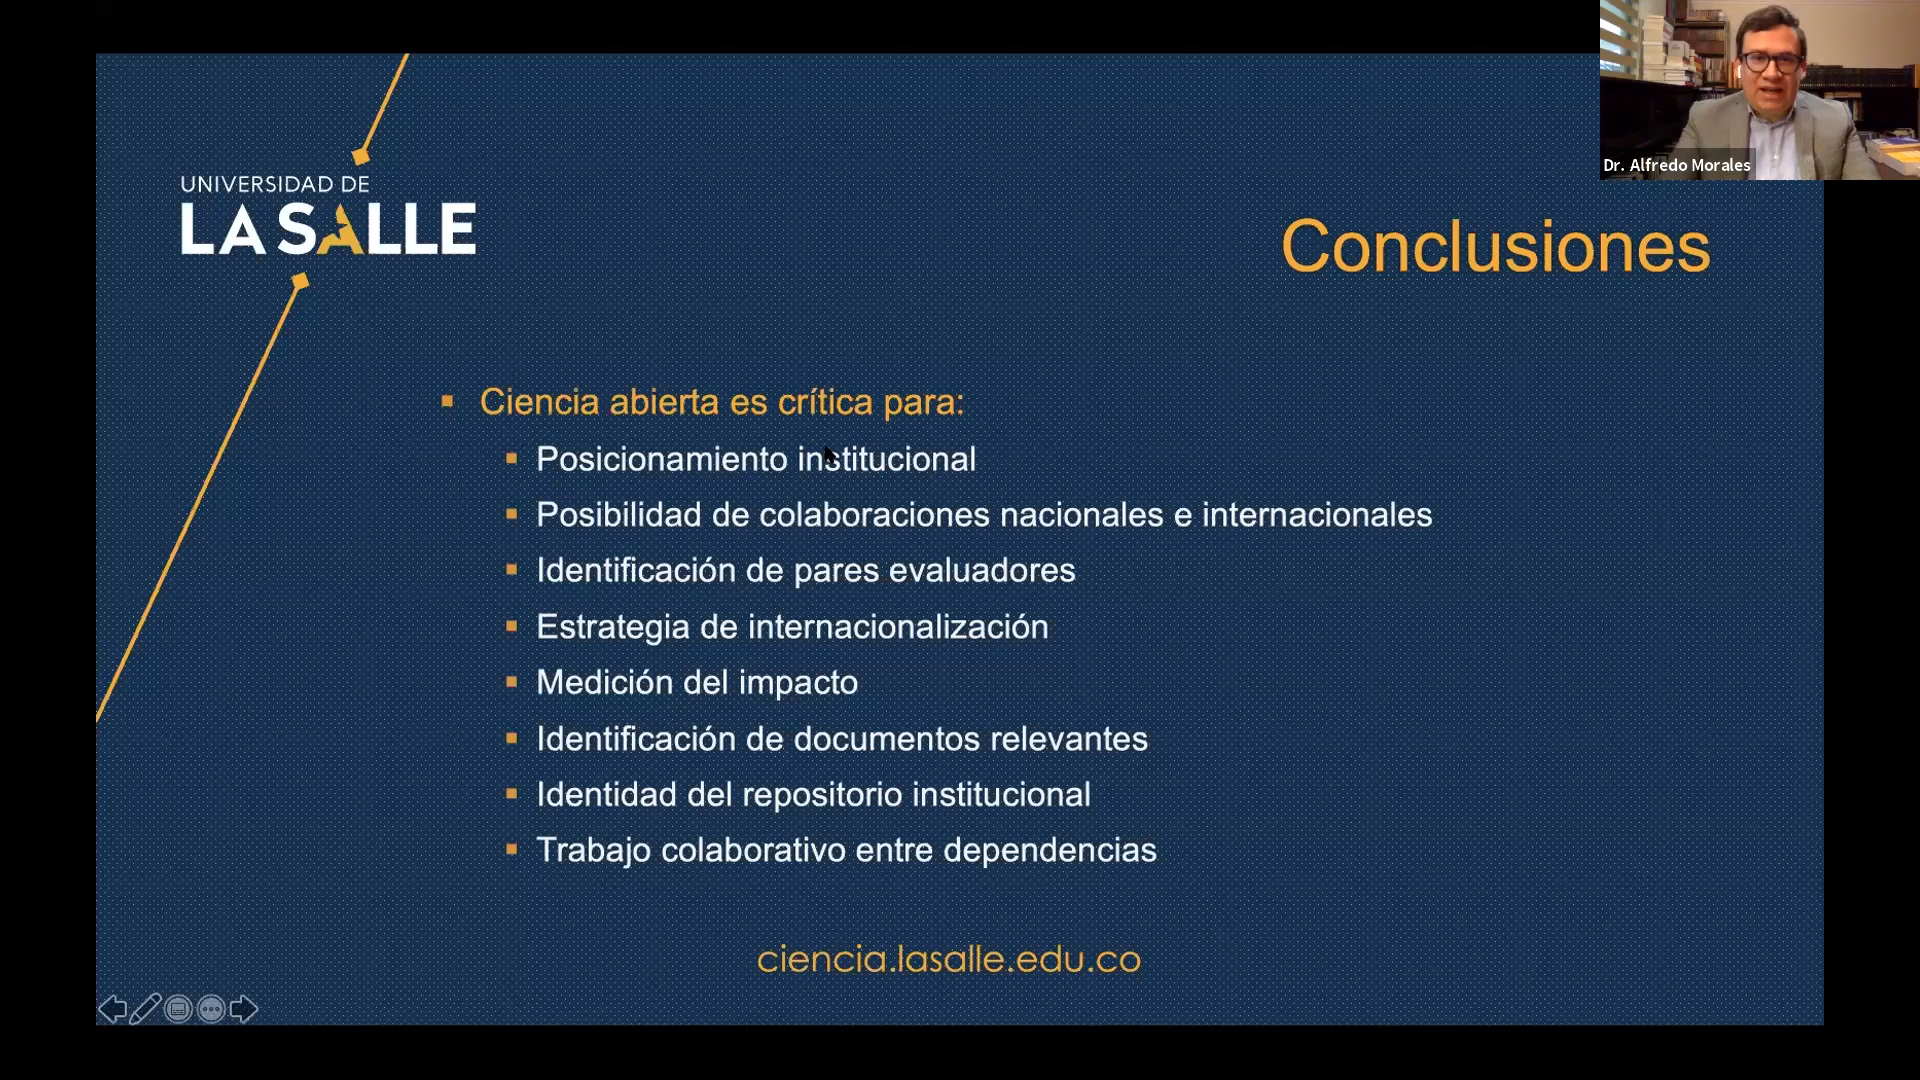 Dr. Alfredo Morales
UNIVERSIDAD DE
LA SALLE
Conclusiones
Ciencia abierta es crítica para:
Posicionamiento institucional
Posibilidad de colaboraciones nacionales e internacionales
Identificación de pares evaluadores
Estrategia de internacionalización
Medición del impacto
Identificación de documentos relevantes
Identidad del repositorio institucional
Trabajo colaborativo entre dependencias
ciencia.lasalle.edu.co